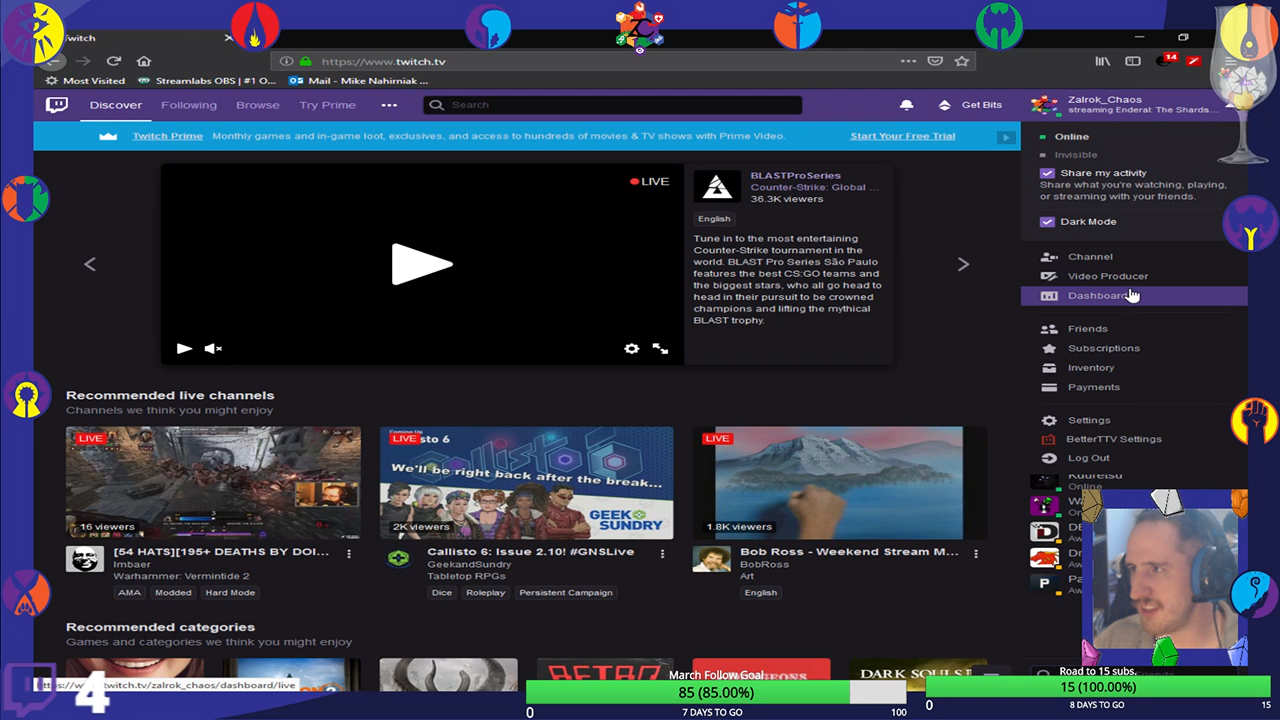 Twitch
https://www.twitch.tv
14
Most Visited
Streamlabs OBS | #1 O...
Mail - Mike Nahirniak ...
Discover
Following
Browse
Try Prime
Search
Get Bits
Zalrok_Chaos
streaming Enderal: The Shards...
Twitch Prime
Monthly games and in-game loot, exclusives, and access to hundreds of movies & TV shows with Prime Video.
Start Your Free Trial
Online
Invisible
Share my activity
Share what you're watching, playing,
or streaming with your friends.
Dark Mode
Channel
Video Producer
Dashboard
Friends
Subscriptions
Inventory
Payments
Settings
BetterTTV Settings
Log Out
LIVE
BLASTProSeries
Counter-Strike: Global ...
36.3K viewers
English
Tune in to the most entertaining
Counter-Strike tournament in the
world. BLAST Pro Series São Paulo
features the best CS:GO teams and
the biggest stars, who all go head to
head in their pursuit to be crowned
champions and lifting the mythical
BLAST trophy.
Recommended live channels
Channels we think you might enjoy
LIVE
16 viewers
[54 HATS][195+ DEATHS BY DOI...
Imbaer
Warhammer: Vermintide 2
AMA
Modded
Hard Mode
LIVE
We'll be right back after the break...
GEEK &
SUNDRY
2K viewers
Callisto 6: Issue 2.10! #GNSLive
GeekandSundry
Tabletop RPGs
Dice
Roleplay
Persistent Campaign
LIVE
1.8K viewers
Bob Ross - Weekend Stream M...
BobRoss
Art
English
Online
Recommended categories
Games and categories we think you might enjoy
RETRO
DARK SOULS
4
March Follow Goal
85 (85.00%)
0
7 DAYS TO GO
100
Road to 15 subs.
15 (100.00%)
0
8 DAYS TO GO
15